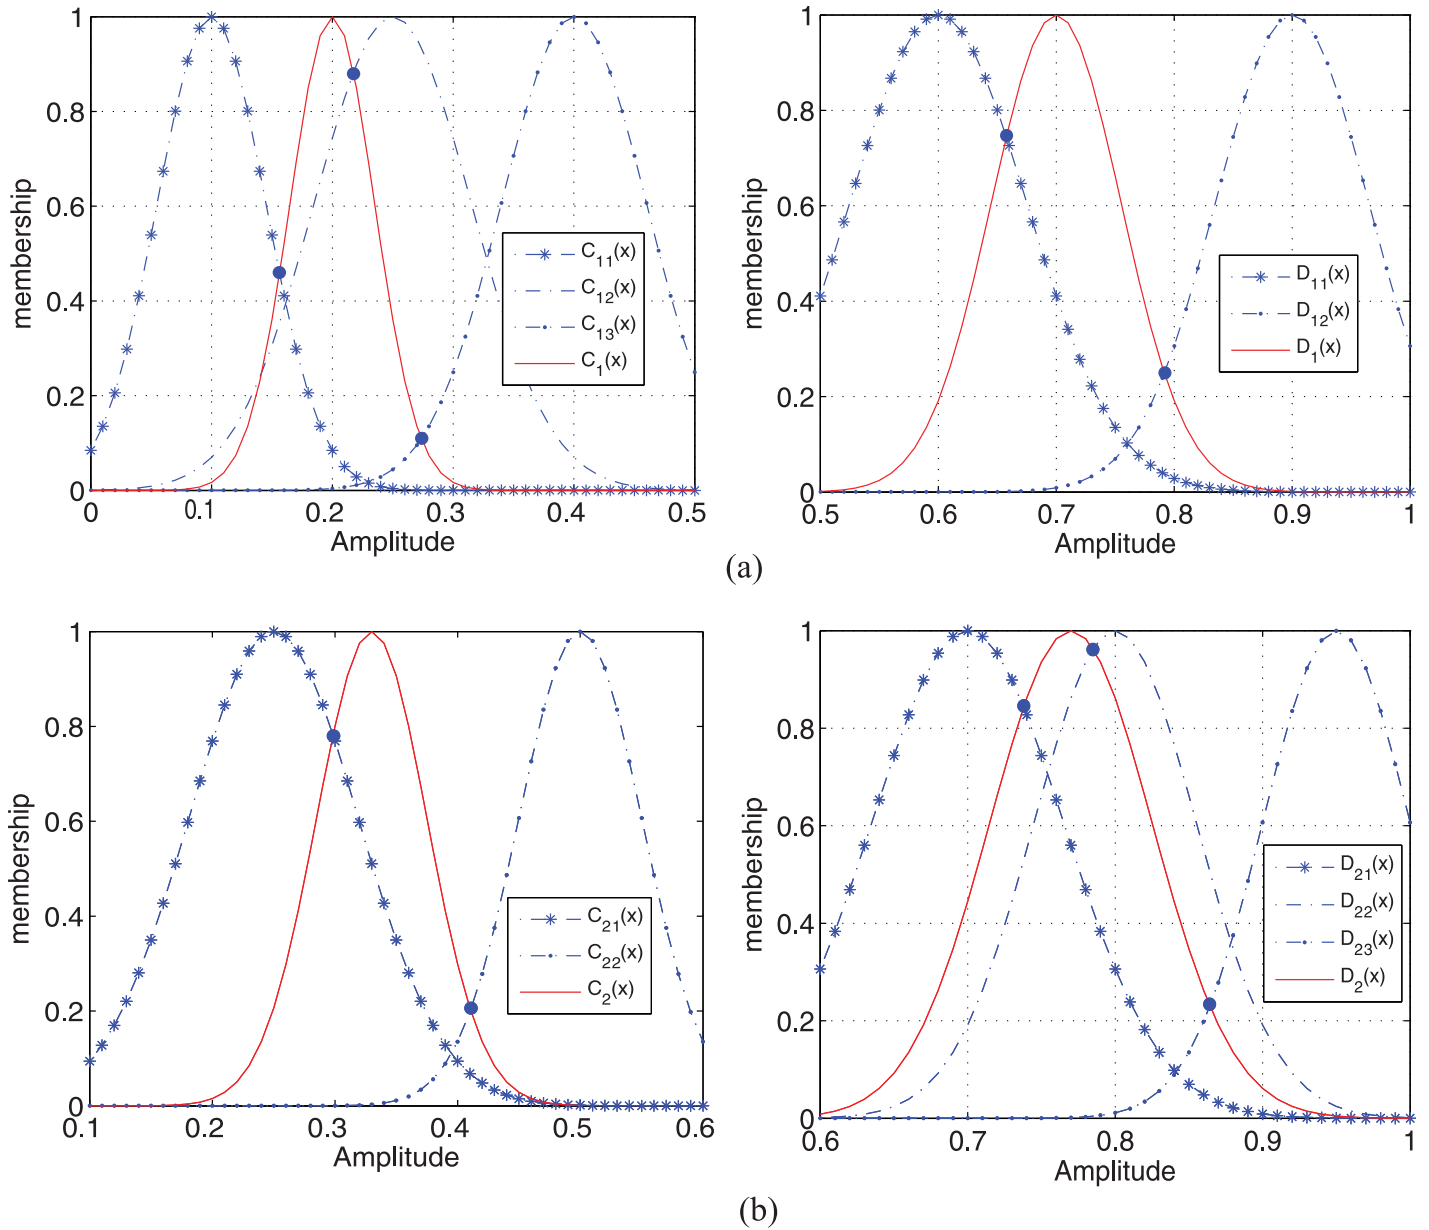 1
0.8
0.6
0.4
0.2
0
membership
0 0.1 0.2 0.3 0.4 0.5
Amplitude
C11(x)
C12(x)
C13(x)
C1(x)
1
0.8
0.6
0.4
0.2
0
membership
0.5 0.6 0.7 0.8 0.9 1
Amplitude
D11(x)
D12(x)
D1(x)
(a)
1
0.8
0.6
0.4
0.2
0
membership
0.1 0.2 0.3 0.4 0.5 0.6
Amplitude
C21(x)
C22(x)
C2(x)
1
0.8
0.6
0.4
0.2
0
membership
0.6 0.7 0.8 0.9 1
Amplitude
D21(x)
D22(x)
D23(x)
D2(x)
(b)